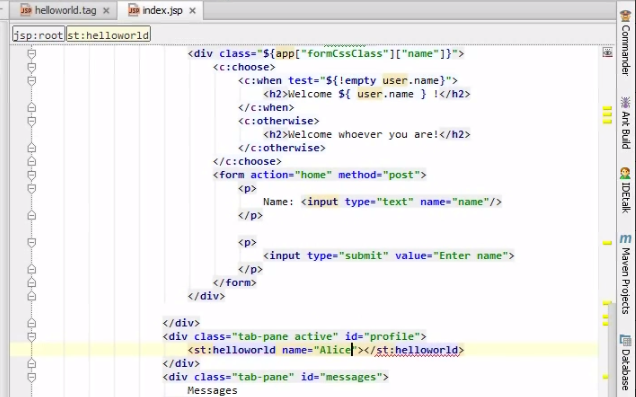 helloworld.tag index.jsp
jsp:root st:helloworld
<div class="${app["formCssClass"]["name"]}">
<c:choose>
<c:when test="${!empty user.name}">
<h2>Welcome ${ user.name } !</h2>
</c:when>
<c:otherwise>
<h2>Welcome whoever you are!</h2>
</c:otherwise>
</c:choose>
<form action="home" method="post">
<p>
Name: <input type="text" name="name"/>
</p>
<p>
<input type="submit" value="Enter name">
</p>
</form>
</div>
</div>
<div class="tab-pane active" id="profile">
<st:helloworld name="Alice"></st:helloworld>
</div>
<div class="tab-pane" id="messages">
Messages
Commander
Ant Build
IDEtalk
Maven Projects
Database